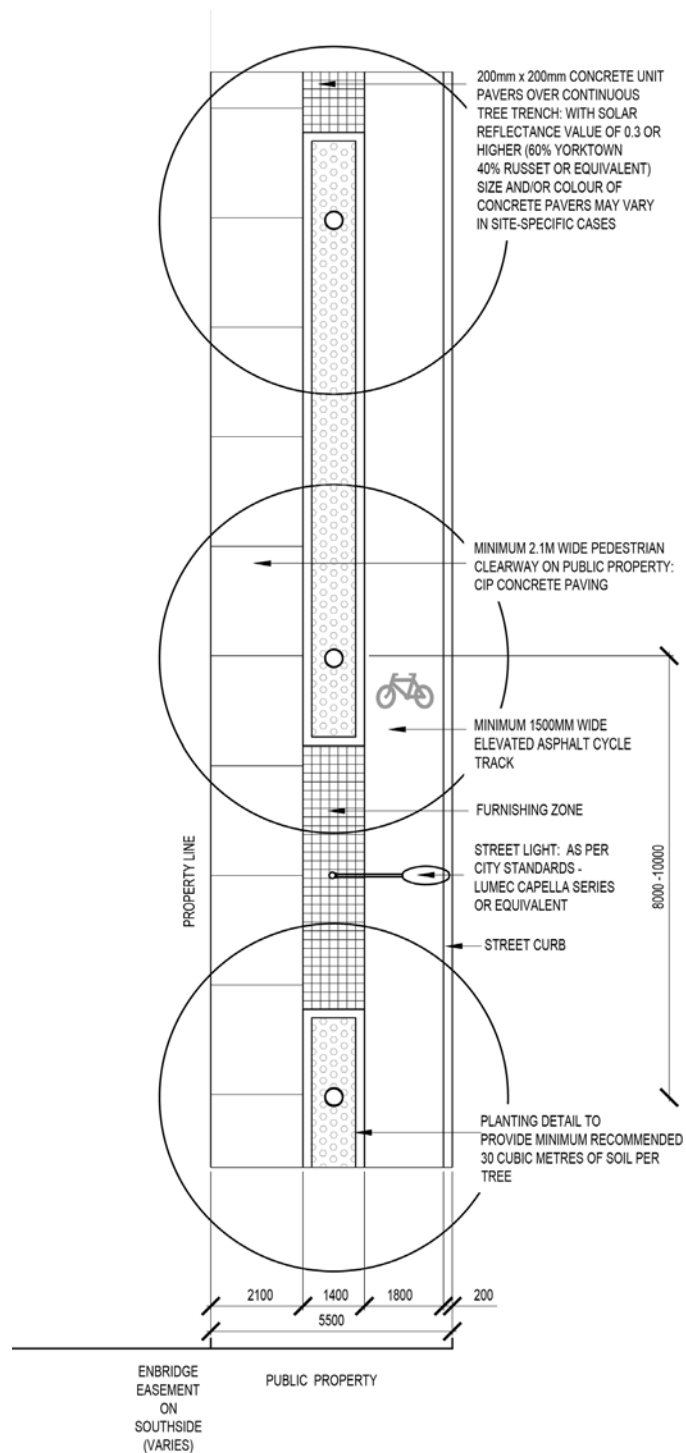 200mm x 200mm CONCRETE UNIT
PAVERS OVER CONTINUOUS
TREE TRENCH: WITH SOLAR
REFLECTANCE VALUE OF 0.3 OR
HIGHER (60% YORKTOWN
40% RUSSET OR EQUIVALENT)
SIZE AND/OR COLOUR OF
CONCRETE PAVERS MAY VARY
IN SITE-SPECIFIC CASES
MINIMUM 2.1M WIDE PEDESTRIAN
CLEARWAY ON PUBLIC PROPERTY:
CIP CONCRETE PAVING
MINIMUM 1500MM WIDE
ELEVATED ASPHALT CYCLE
TRACK
FURNISHING ZONE
PROPERTY LINE
STREET LIGHT: AS PER
CITY STANDARDS -
LUMEC CAPELLA SERIES
OR EQUIVALENT
8000 -10000
STREET CURB
PLANTING DETAIL TO
PROVIDE MINIMUM RECOMMENDED
30 CUBIC METRES OF SOIL PER
TREE
2100 1400 1800 200
5500
ENBRIDGE
EASEMENT
ON
SOUTHSIDE
(VARIES)
PUBLIC PROPERTY